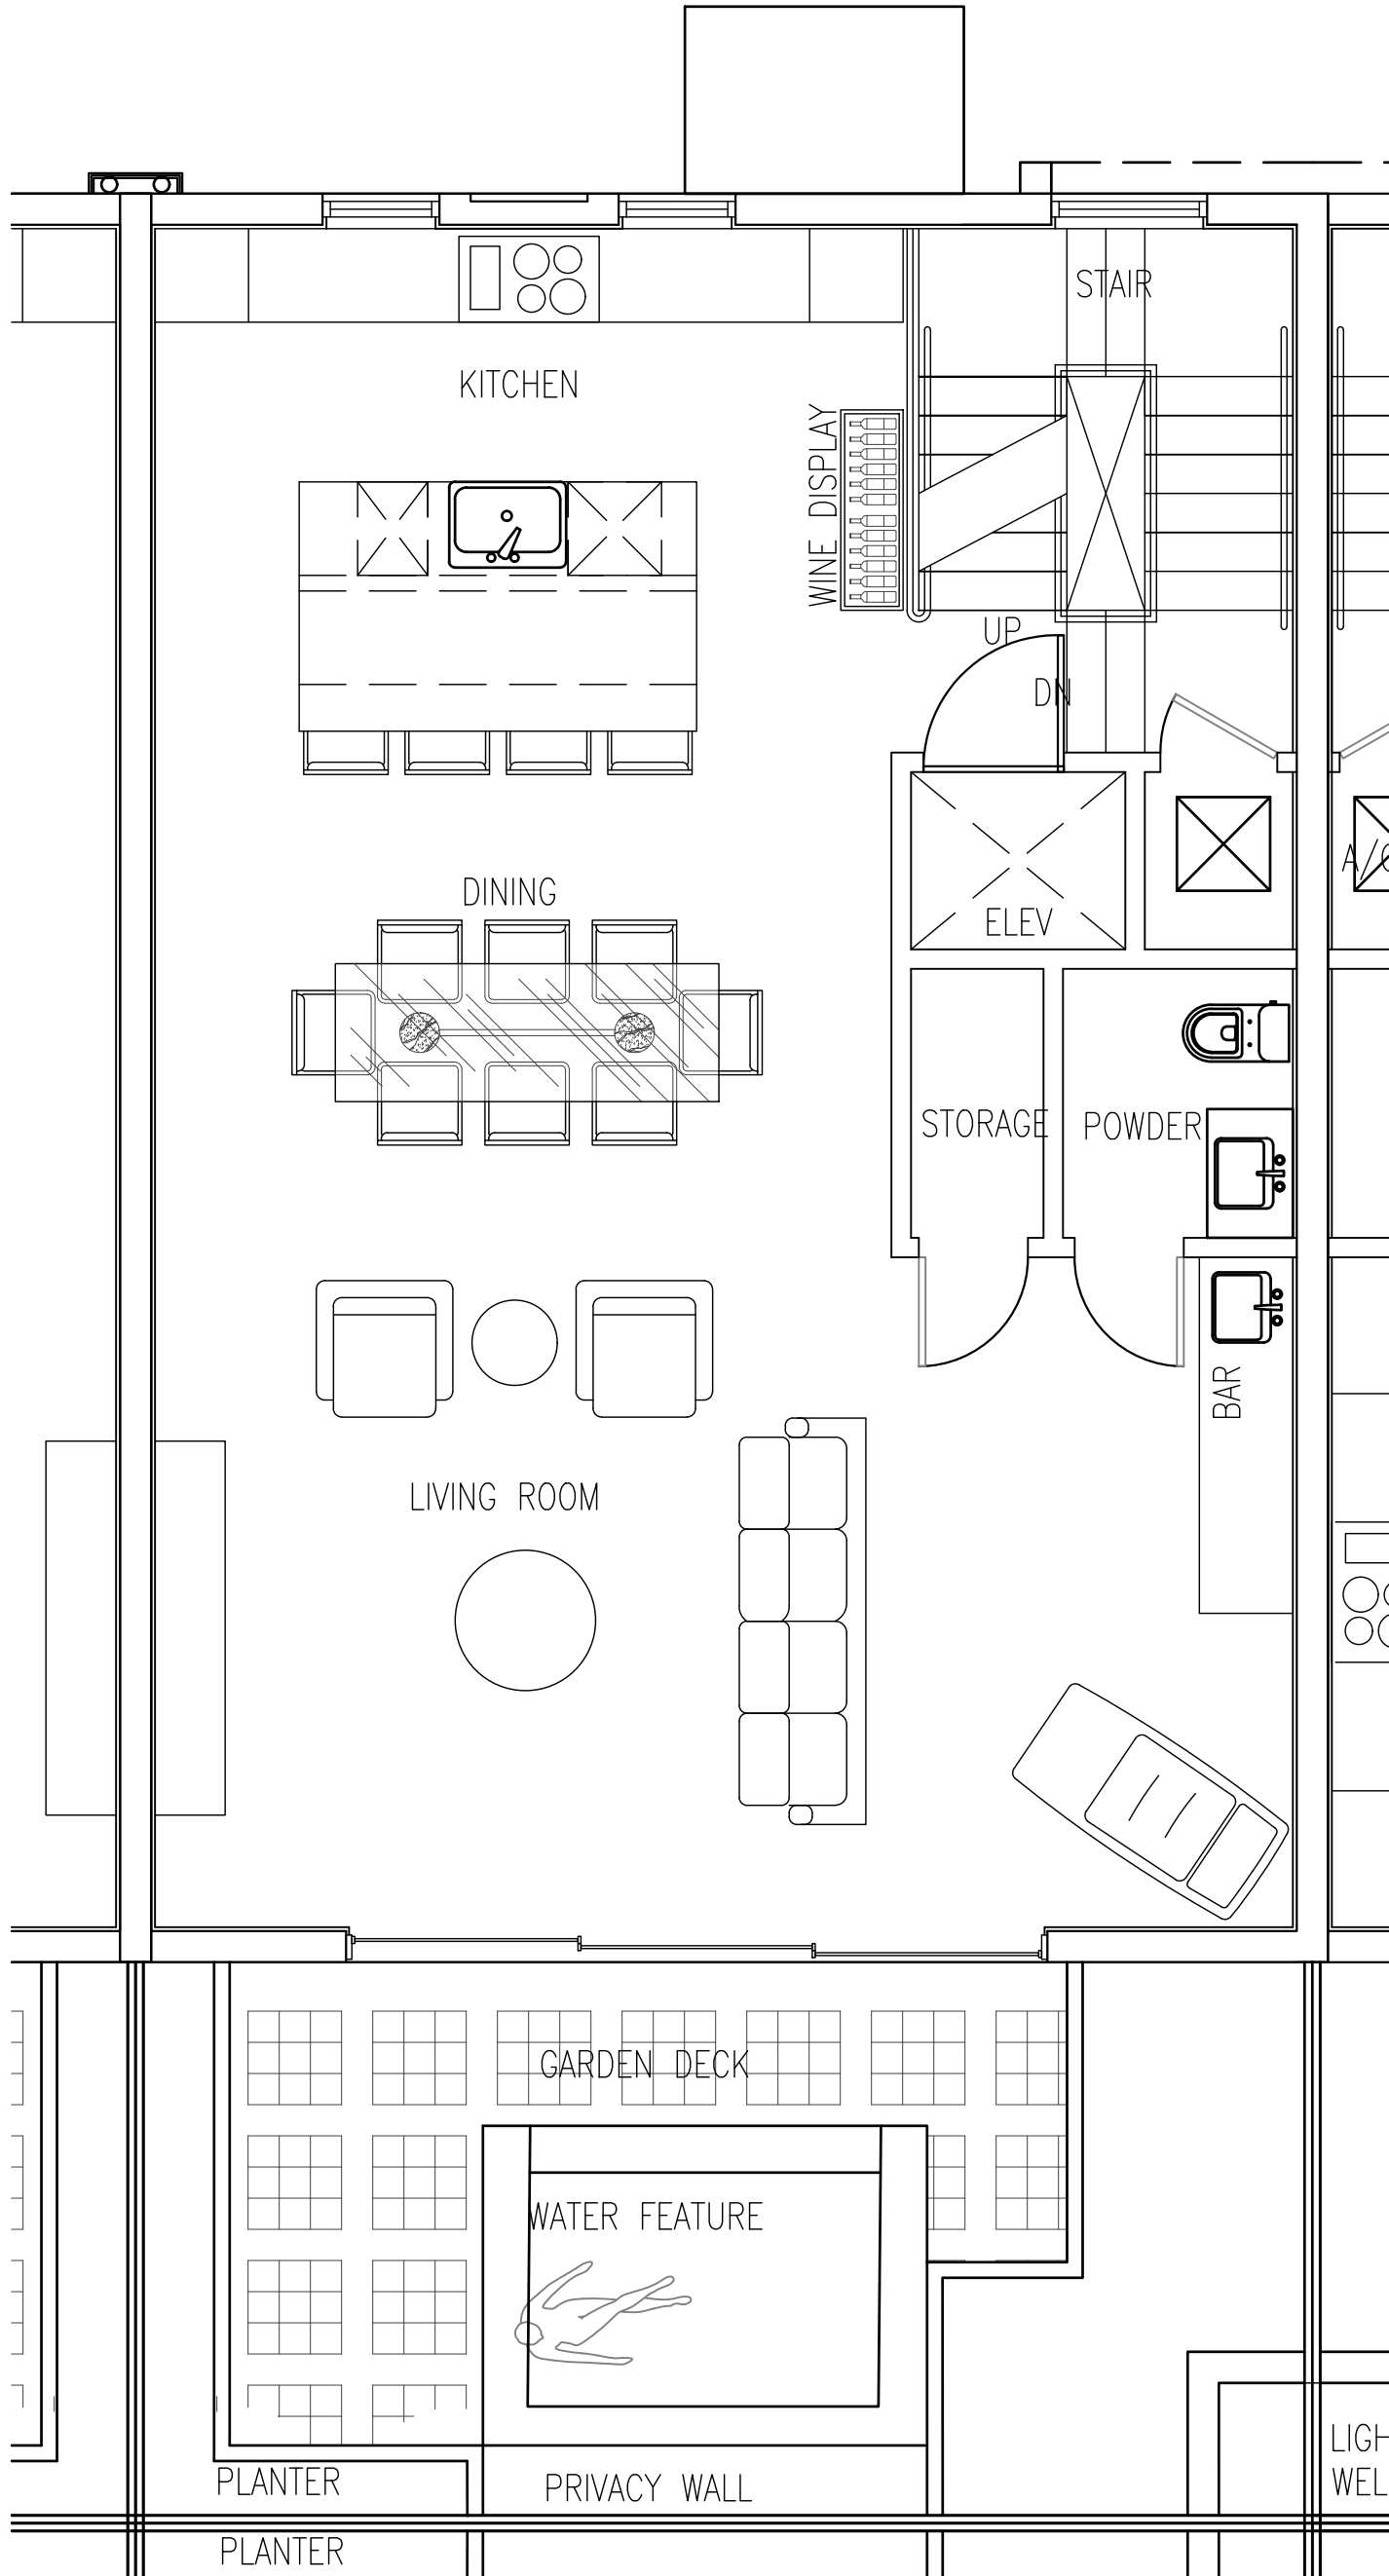 STAIR
KITCHEN
WINE DISPLAY
UP
DN
ELEV
DINING
STORAGE
POWDER
BAR
LIVING ROOM
GARDEN DECK
WATER FEATURE
PLANTER
PRIVACY WALL
PLANTER